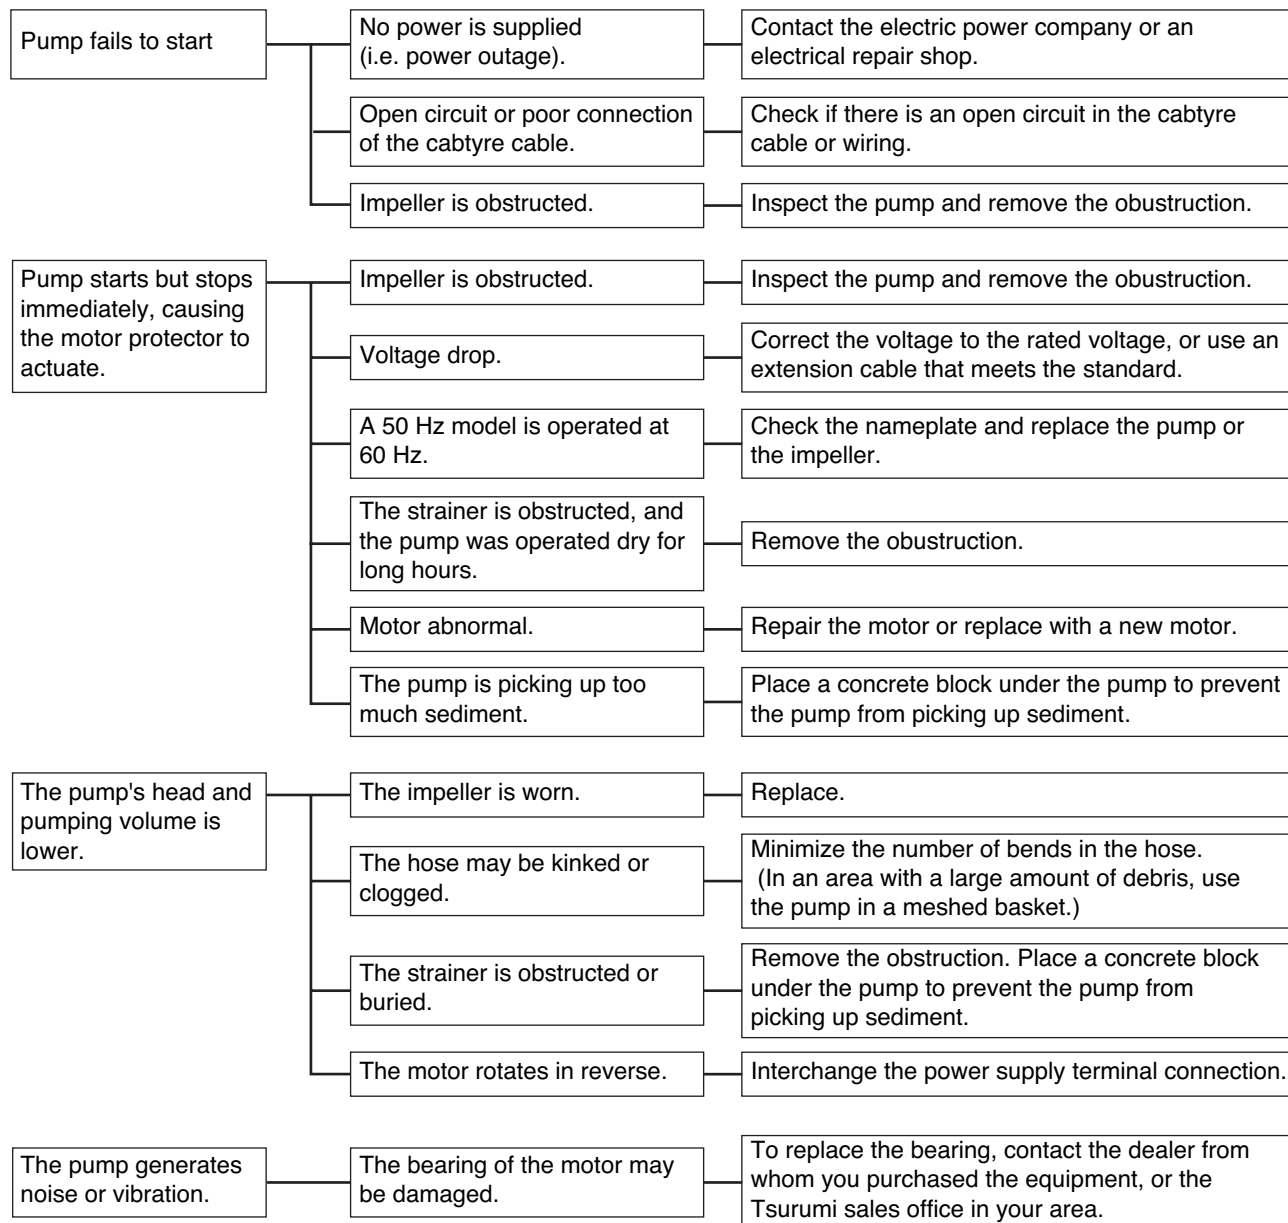 Pump fails to start
No power is supplied
(i.e. power outage).
Contact the electric power company or an
electrical repair shop.
Open circuit or poor connection
of the cabtyre cable.
Check if there is an open circuit in the cabtyre
cable or wiring.
Impeller is obstructed.
Inspect the pump and remove the obustruction.
Pump starts but stops
immediately, causing
the motor protector to
actuate.
Impeller is obstructed.
Inspect the pump and remove the obustruction.
Voltage drop.
Correct the voltage to the rated voltage, or use an
extension cable that meets the standard.
A 50 Hz model is operated at
60 Hz.
Check the nameplate and replace the pump or
the impeller.
The strainer is obstructed, and
the pump was operated dry for
long hours.
Remove the obustruction.
Motor abnormal.
Repair the motor or replace with a new motor.
The pump is picking up too
much sediment.
Place a concrete block under the pump to prevent
the pump from picking up sediment.
The pump's head and
pumping volume is
lower.
The impeller is worn.
Replace.
The hose may be kinked or
clogged.
Minimize the number of bends in the hose.
(In an area with a large amount of debris, use
the pump in a meshed basket.)
The strainer is obstructed or
buried.
Remove the obstruction. Place a concrete block
under the pump to prevent the pump from
picking up sediment.
The motor rotates in reverse.
Interchange the power supply terminal connection.
The pump generates
noise or vibration.
The bearing of the motor may
be damaged.
To replace the bearing, contact the dealer from
whom you purchased the equipment, or the
Tsurumi sales office in your area.